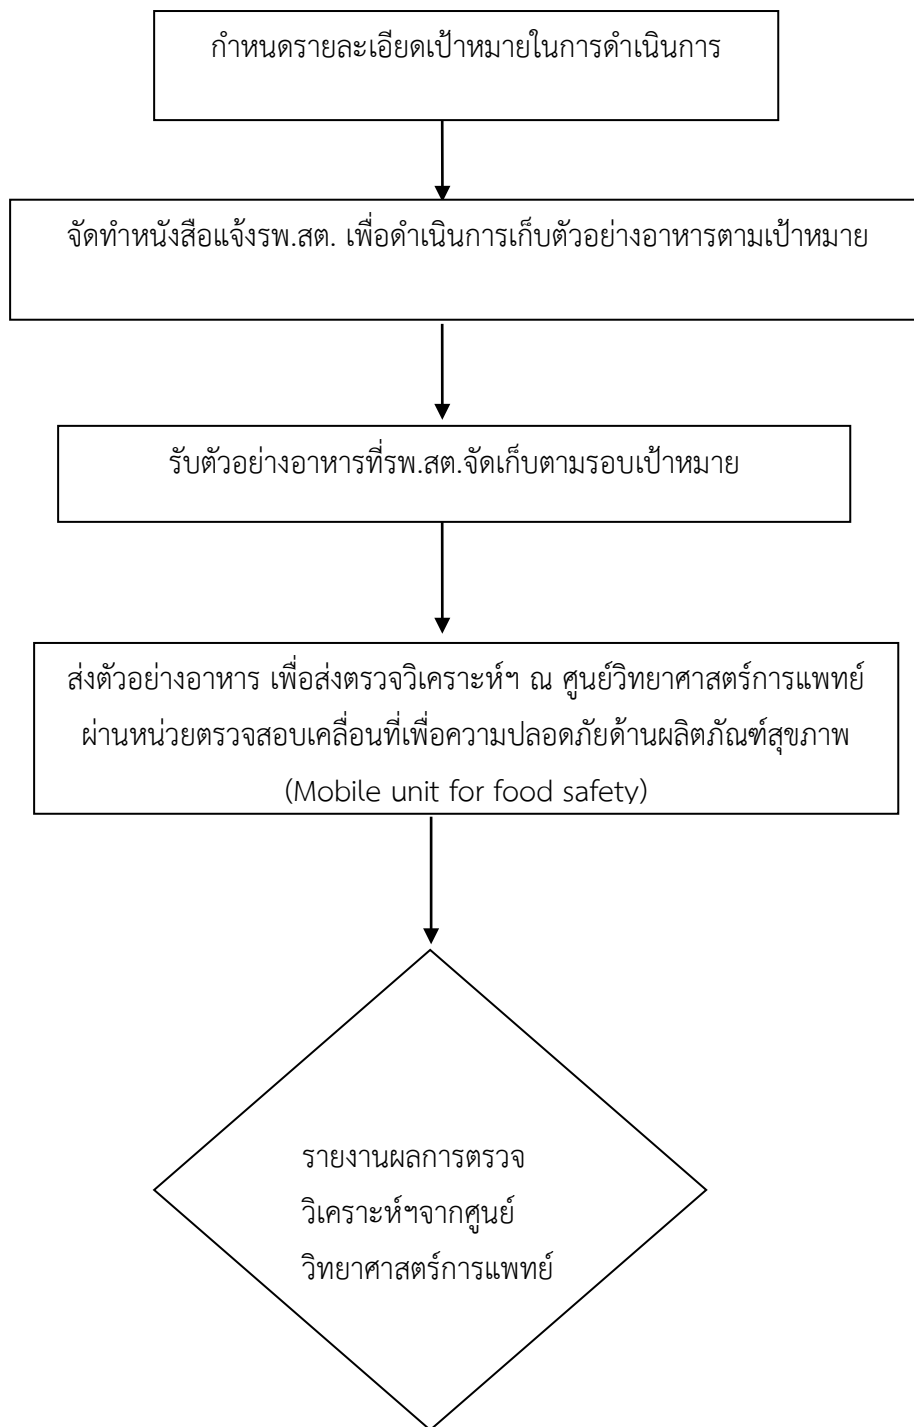 กำหนดรายละเอียดเป้าหมายในการดำเนินการ
จัดทำหนังสือแจ้งรพ.สต. เพื่อดำเนินการเก็บตัวอย่างอาหารตามเป้าหมาย
รับตัวอย่างอาหารที่รพ.สต.จัดเก็บตามรอบเป้าหมาย
ส่งตัวอย่างอาหาร เพื่อส่งตรวจวิเคราะห์ฯ ณ ศูนย์วิทยาศาสตร์การแพทย์
ผ่านหน่วยตรวจสอบเคลื่อนที่เพื่อความปลอดภัยด้านผลิตภัณฑ์สุขภาพ
(Mobile unit for food safety)
รายงานผลการตรวจ
วิเคราะห์ฯจากศูนย์
วิทยาศาสตร์การแพทย์